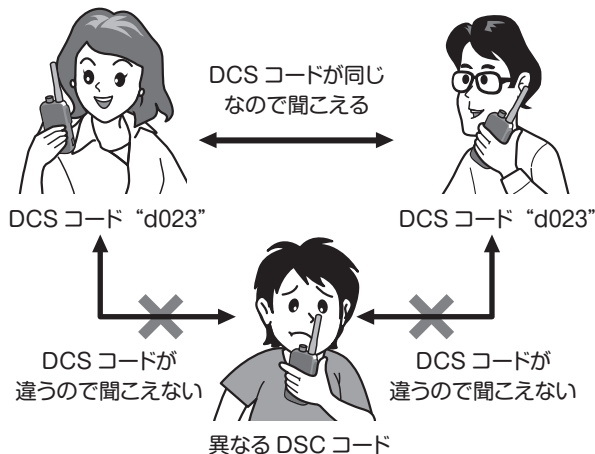 DCS コードが同じ
なので聞こえる
DCS コード “d023”
DCS コード “d023”
DCS コードが
違うので聞こえない
DCS コードが
違うので聞こえない
異なる DSC コード